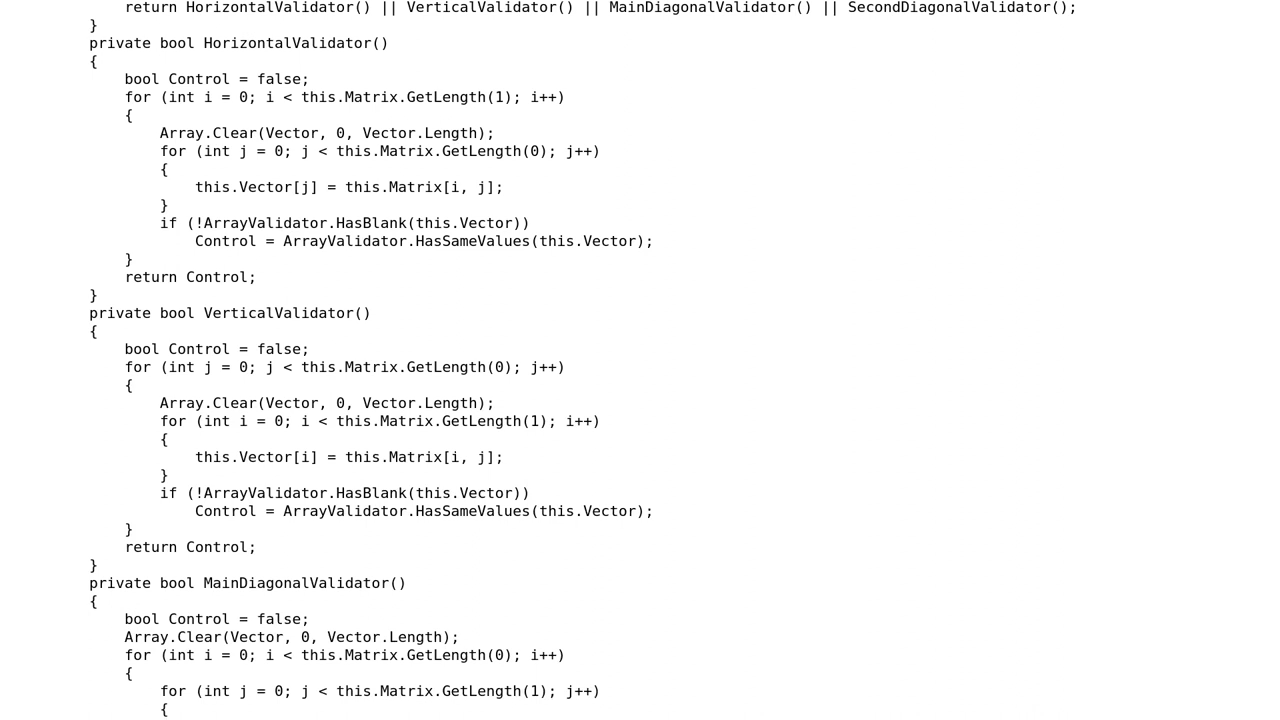 return HorizontalValidator() || VerticalValidator() || MainDiagonalValidator() || SecondDiagonalValidator();
}
private bool HorizontalValidator()
{
bool Control = false;
for (int i = 0; i < this.Matrix.GetLength(1); i++)
{
Array.Clear(Vector, 0, Vector.Length);
for (int j = 0; j < this.Matrix.GetLength(0); j++)
{
this.Vector[j] = this.Matrix[i, j];
}
if (!ArrayValidator.HasBlank(this.Vector))
Control = ArrayValidator.HasSameValues(this.Vector);
}
return Control;
}
private bool VerticalValidator()
{
bool Control = false;
for (int j = 0; j < this.Matrix.GetLength(0); j++)
{
Array.Clear(Vector, 0, Vector.Length);
for (int i = 0; i < this.Matrix.GetLength(1); i++)
{
this.Vector[i] = this.Matrix[i, j];
}
if (!ArrayValidator.HasBlank(this.Vector))
Control = ArrayValidator.HasSameValues(this.Vector);
}
return Control;
}
private bool MainDiagonalValidator()
{
bool Control = false;
Array.Clear(Vector, 0, Vector.Length);
for (int i = 0; i < this.Matrix.GetLength(0); i++)
{
for (int j = 0; j < this.Matrix.GetLength(1); j++)
{